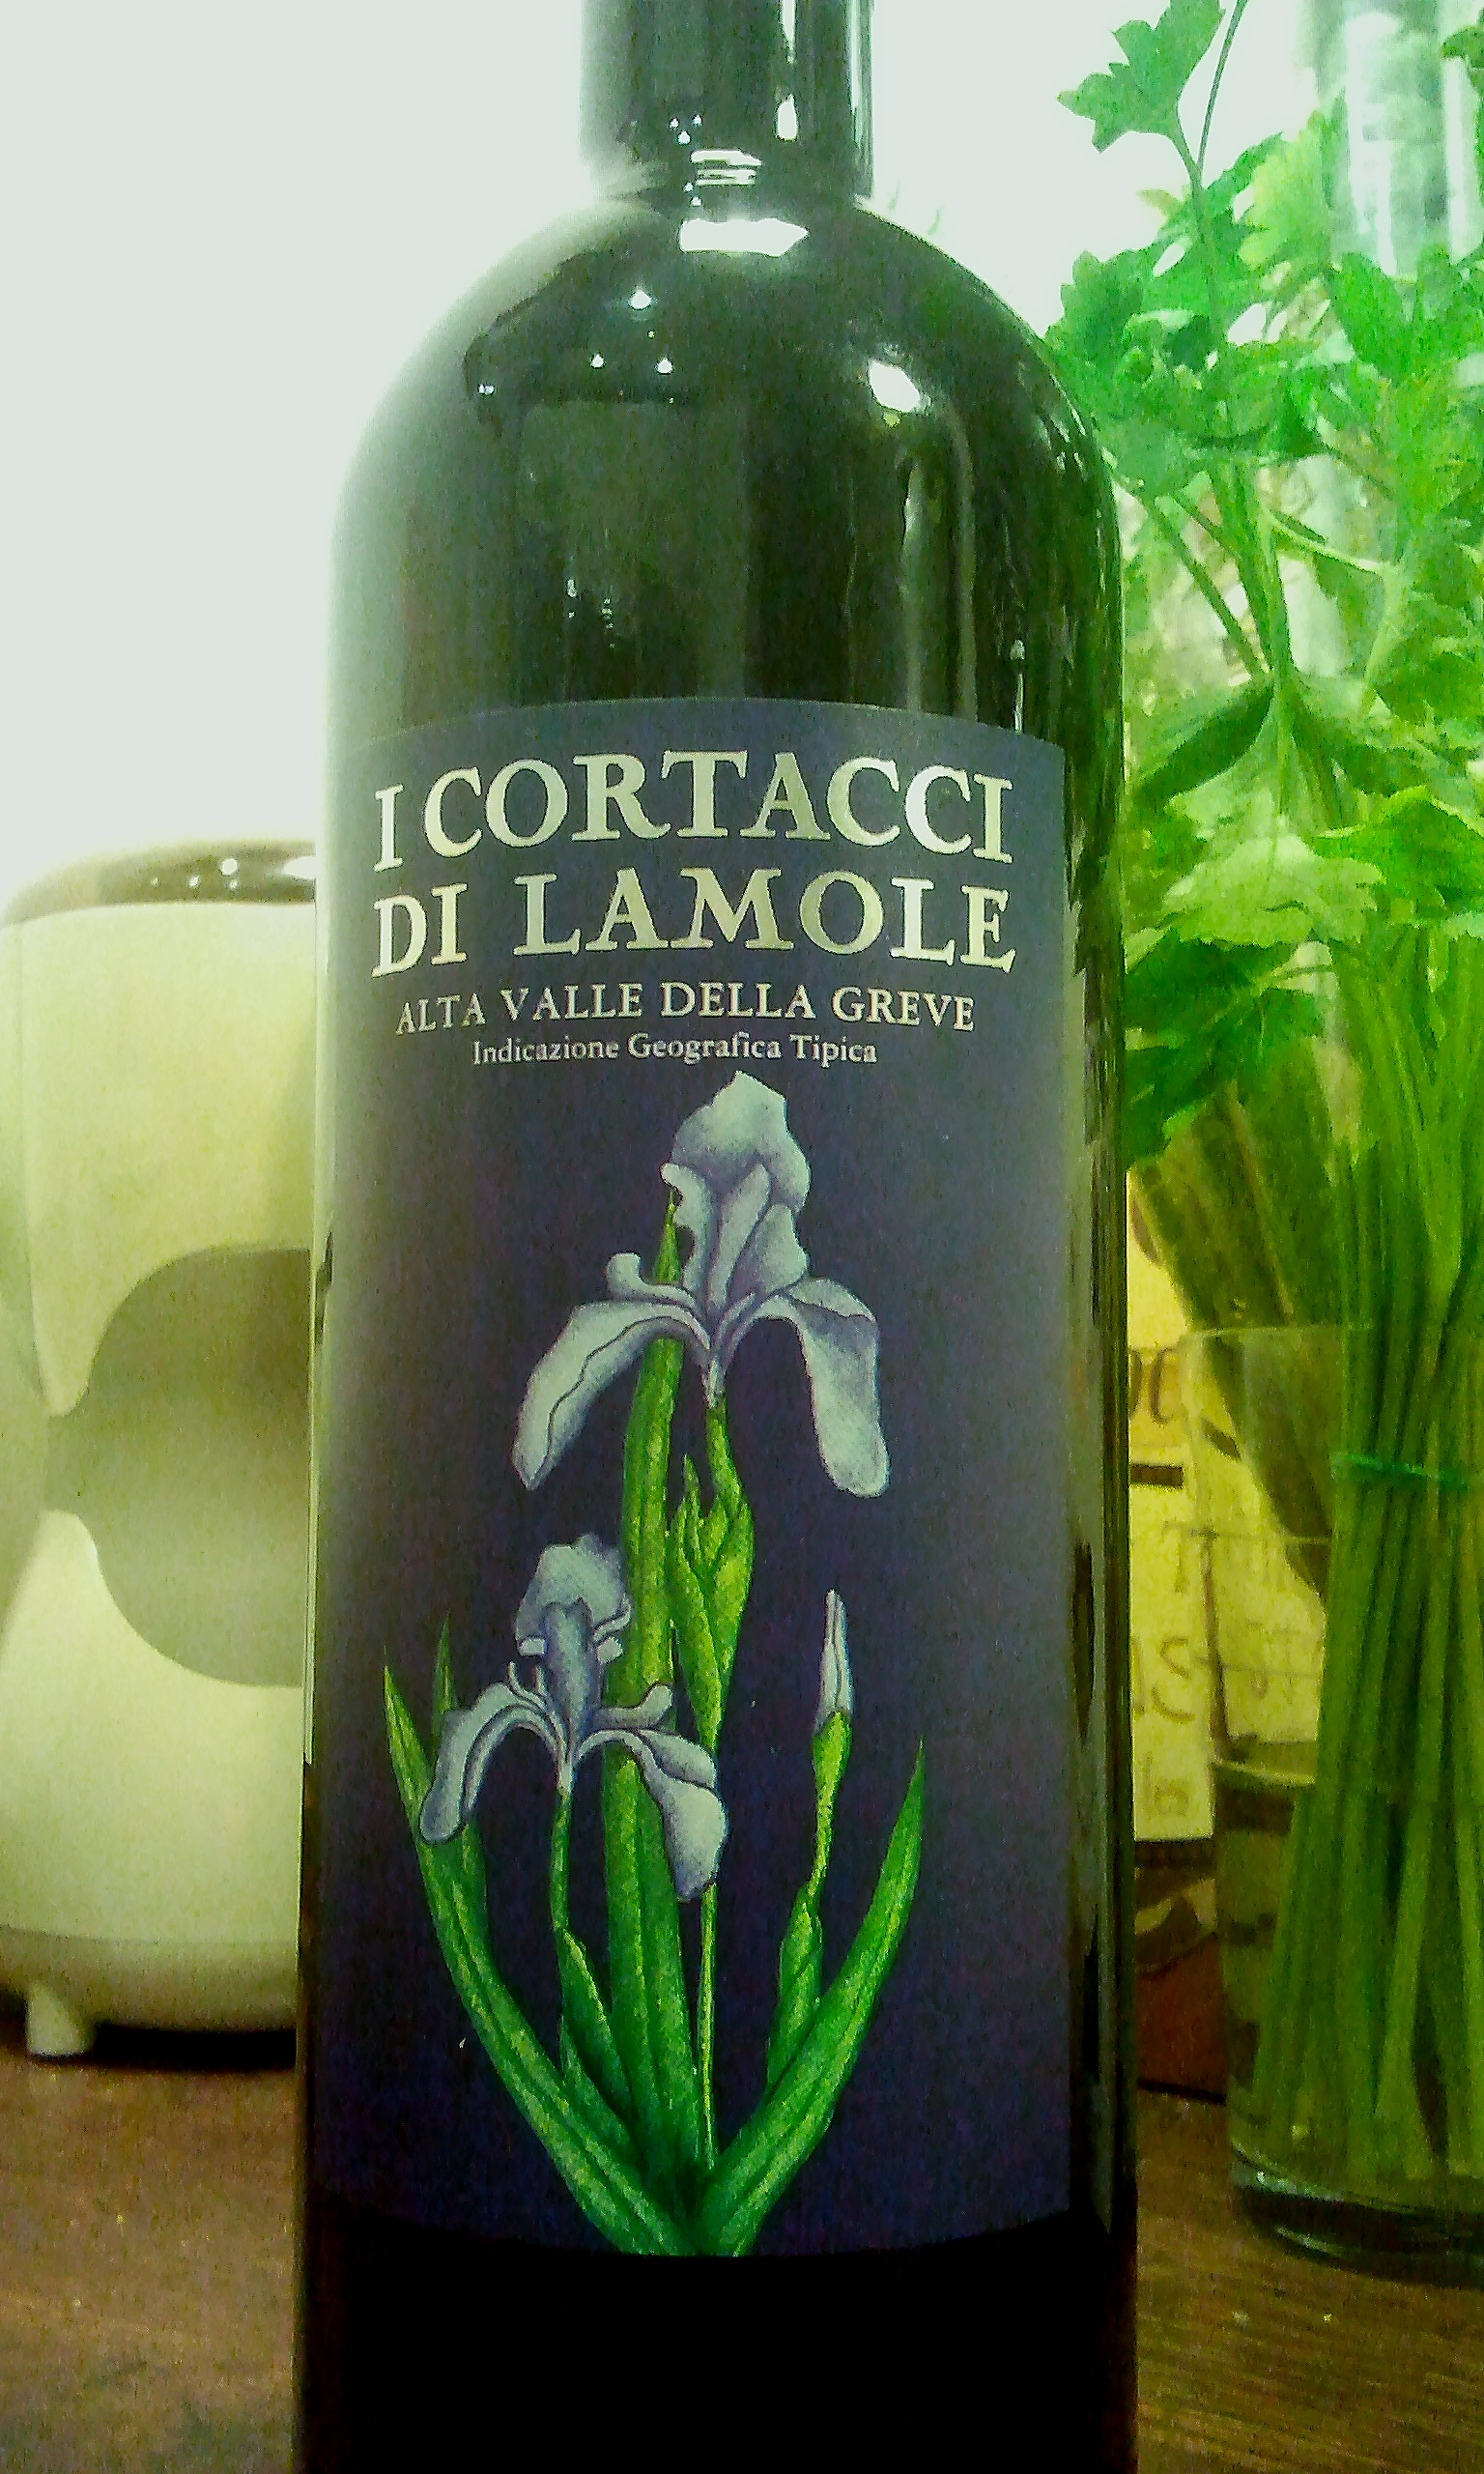 I CORTACCI
DI LAMOLE
ALTA VALLE DELLA GREVE
Indicazione Geografica Tipica